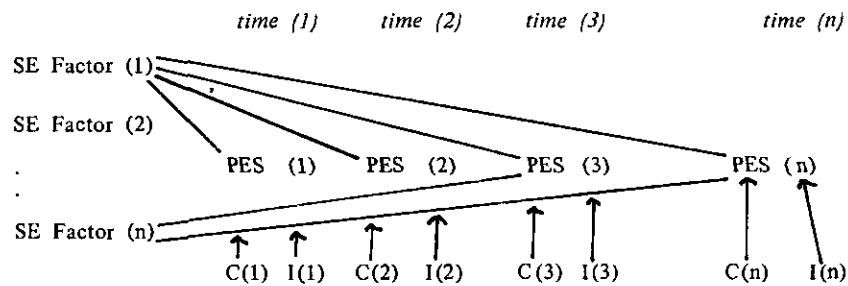 time (1) time (2) time (3) time (n)
SE Factor (1)
SE Factor (2)
PES (1) PES (2) PES (3) PES (n)
.
.
SE Factor (n)
C(1) I(1) C(2) I(2) C(3) I(3) C(n) I(n)